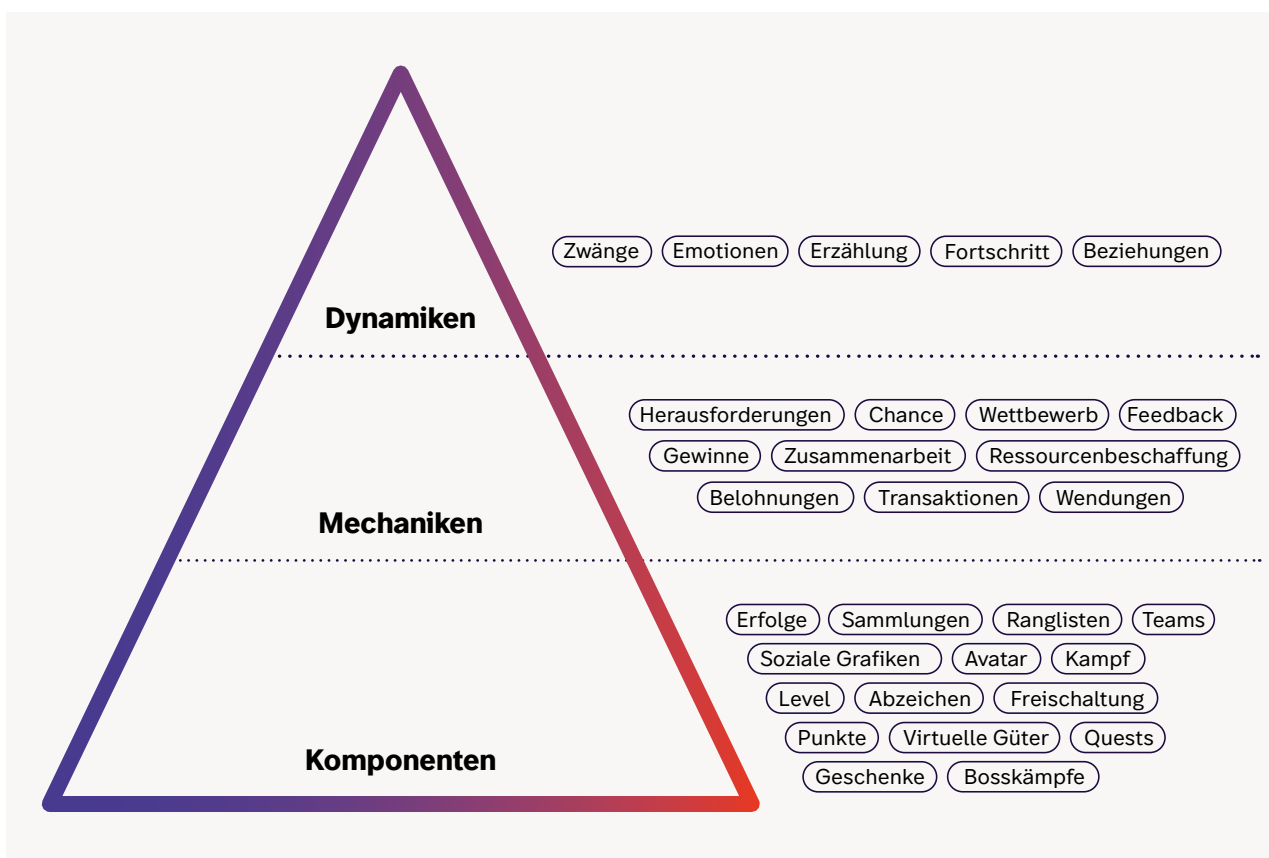 Zwänge Emotionen Erzählung Fortschritt Beziehungen
Dynamiken
Herausforderungen Chance Wettbewerb Feedback
Gewinne Zusammenarbeit Ressourcenbeschaffung
Belohnungen Transaktionen Wendungen
Mechaniken
Erfolge Sammlungen Ranglisten Teams
Soziale Grafiken Avatar Kampf
Level Abzeichen Freischaltung
Punkte Virtuelle Güter Quests
Komponenten
Geschenke Bosskämpfe